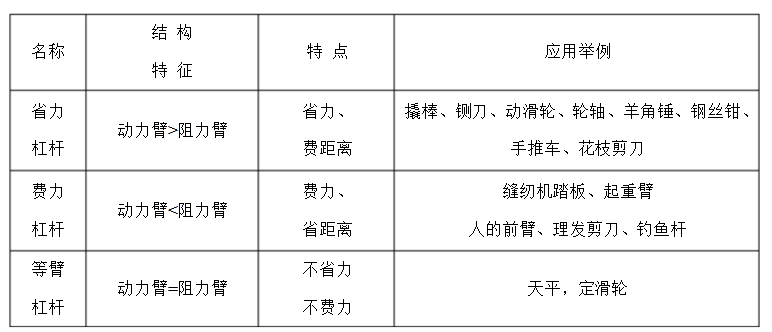 名称
结 构
特 征
特 点
应用举例
省力
杠杆
动力臂>阻力臂
省力、
费距离
撬棒、铡刀、动滑轮、轮轴、羊角锤、钢丝钳、
手推车、花枝剪刀
费力
杠杆
动力臂<阻力臂
费力、
省距离
缝纫机踏板、起重臂
人的前臂、理发剪刀、钓鱼杆
等臂
杠杆
动力臂=阻力臂
不省力
不费力
天平，定滑轮